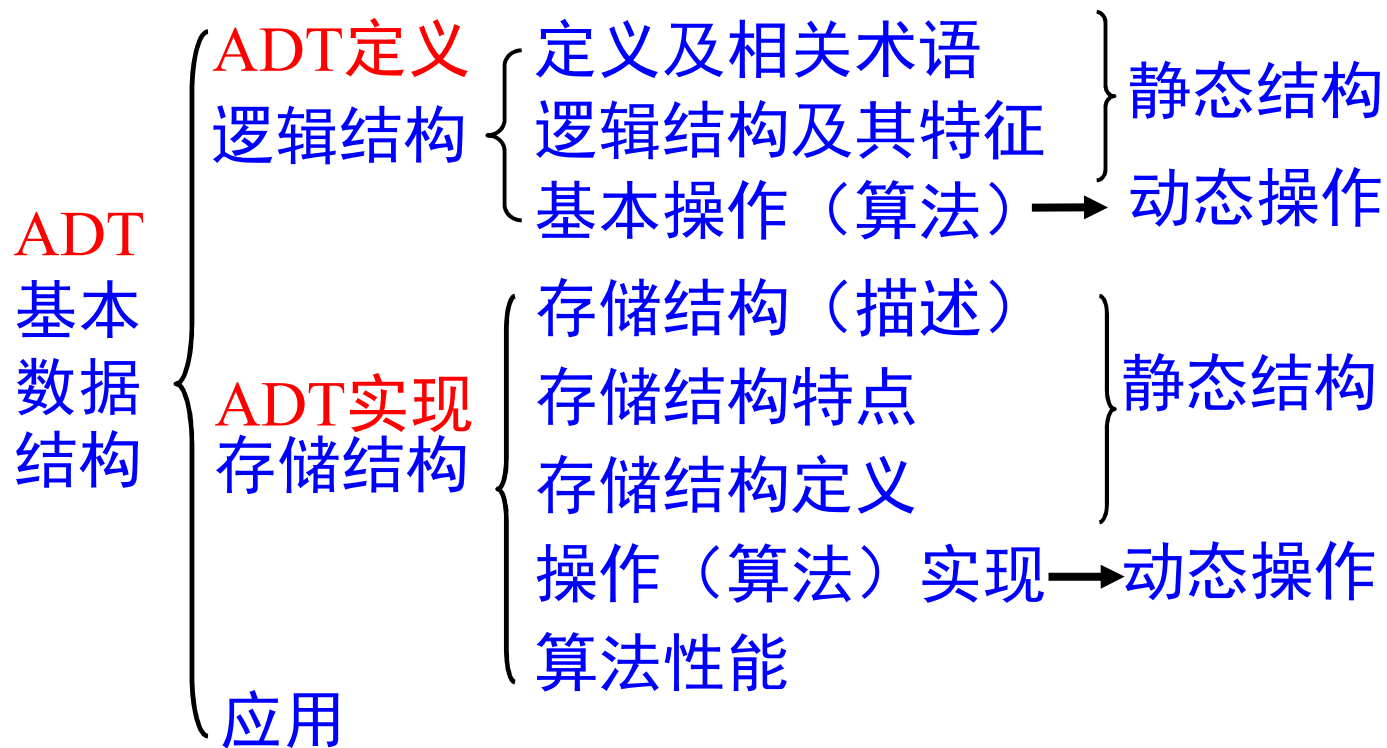 ADT
基本
数据
结构
ADT定义
逻辑结构
定义及相关术语
逻辑结构及其特征
基本操作（算法）
静态结构
动态操作
ADT实现
存储结构
存储结构（描述）
存储结构特点
存储结构定义
操作（算法）实现
算法性能
静态结构
动态操作
应用